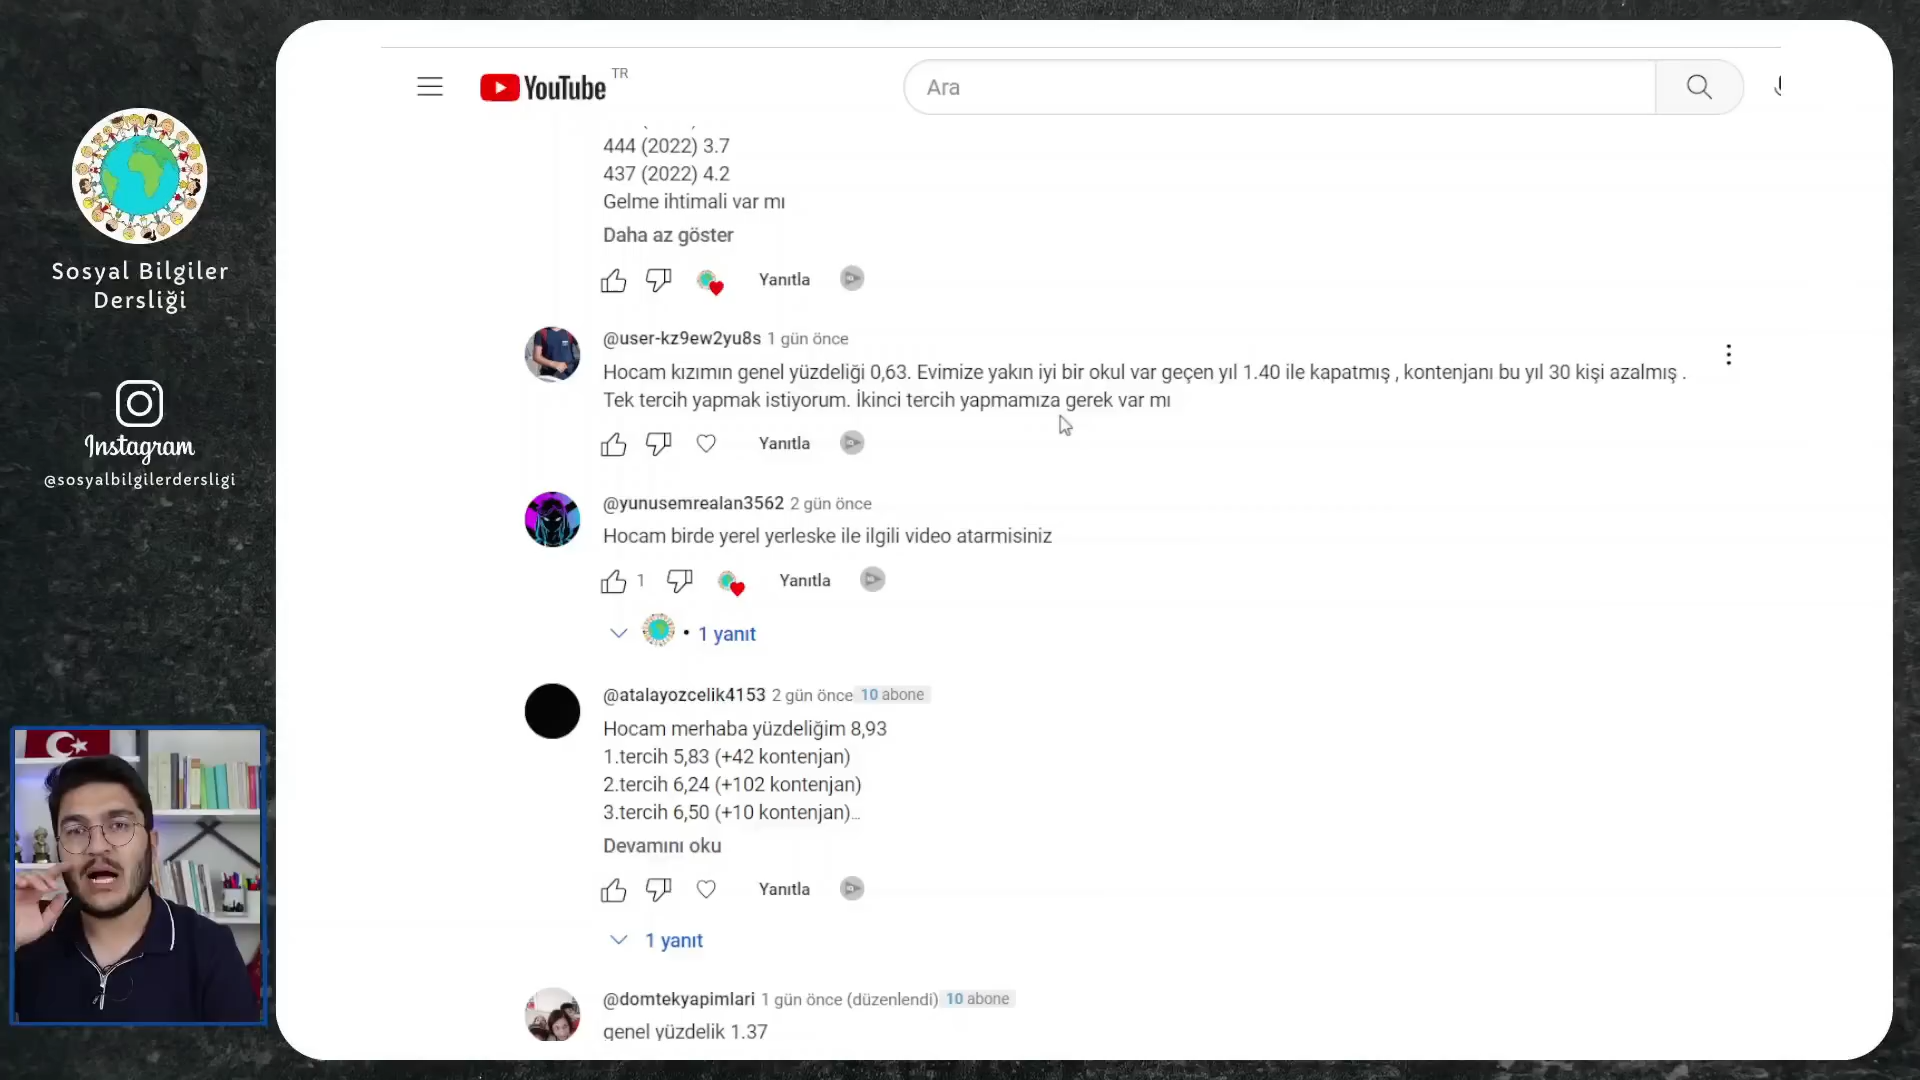 YouTube TR
Ara
444 (2022) 3.7
437 (2022) 4.2
Gelme ihtimali var mı
Daha az göster
Yanıtla
@user-kz9ew2yu8s 1 gün önce
Hocam kızımın genel yüzdeliği 0,63. Evimize yakın iyi bir okul var geçen yıl 1.40 ile kapatmış , kontenjanı bu yıl 30 kişi azalmış .
Tek tercih yapmak istiyorum. İkinci tercih yapmamıza gerek var mı
Yanıtla
@yunusemrealan3562 2 gün önce
Hocam birde yerel yerleske ile ilgili video atarmisiniz
1 Yanıtla
• 1 yanıt
@atalayozcelik4153 2 gün önce 10 abone
Hocam merhaba yüzdeliğim 8,93
1.tercih 5,83 (+42 kontenjan)
2.tercih 6,24 (+102 kontenjan)
3.tercih 6,50 (+10 kontenjan)...
Devamını oku
Yanıtla
1 yanıt
@domtekyapimlari 1 gün önce (düzenlendi) 10 abone
genel yüzdelik 1.37
Sosyal Bilgiler
Dersliği
Instagram
@sosyalbilgilerdersligi